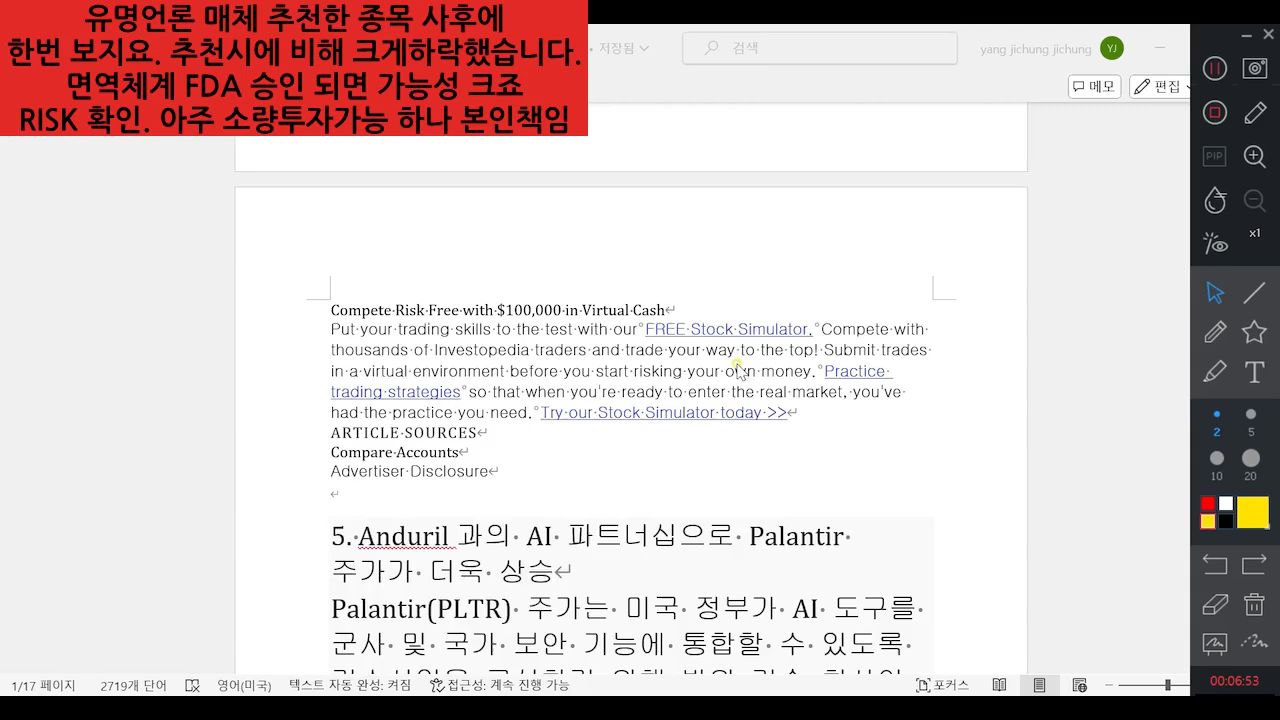 유명언론 매체 추천한 종목 사후에
한번 보지요. 추천시에 비해 크게하락했습니다.
면역체계 FDA 승인 되면 가능성 크죠
RISK 확인. 아주 소량투자가능 하나 본인책임
저장됨
검색
yang jichung jichung
YJ
메모
편집
PIP
x1
Compete Risk Free with $100,000 in Virtual Cash
Put your trading skills to the test with our FREE Stock Simulator. Compete with
thousands of Investopedia traders and trade your way to the top! Submit trades
in a virtual environment before you start risking your own money. Practice
trading strategies so that when you're ready to enter the real market, you've
had the practice you need. Try our Stock Simulator today >>
ARTICLE SOURCES
Compare Accounts
Advertiser Disclosure
5. Anduril 과의 AI 파트너십으로 Palantir
주가가 더욱 상승
Palantir(PLTR) 주가는 미국 정부가 AI 도구를
군사 및 국가 보안 기능에 통합할 수 있도록
2
5
10
20
1/17 페이지
2719개 단어
영어(미국)
텍스트 자동 완성: 켜짐
접근성: 계속 진행 가능
포커스
00:06:53